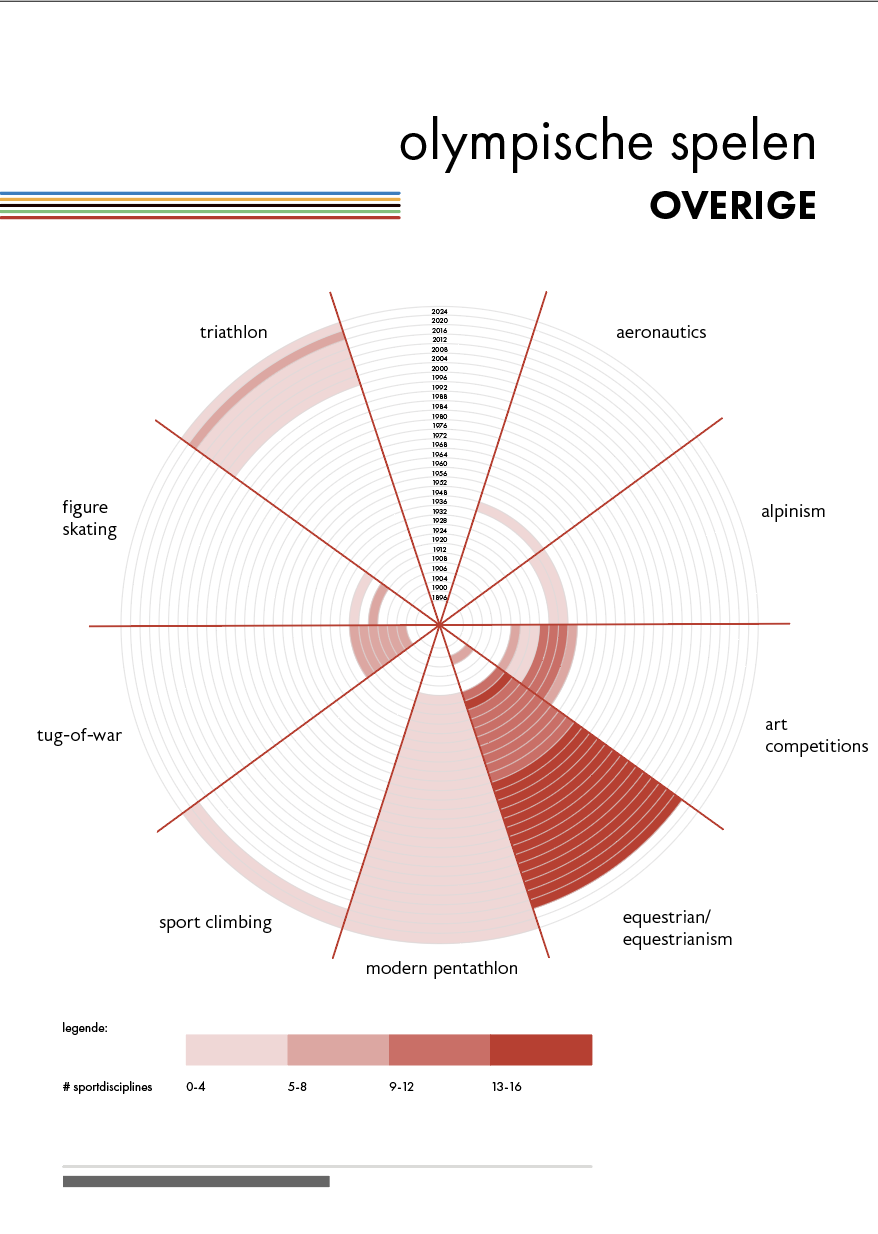 olympische spelen
OVERIGE
triathlon
aeronautics
2024
2020
2016
2012
2008
2004
2000
1996
1992
1988
1984
1980
1976
1972
1968
1964
1960
1956
1952
1948
1936
1932
1928
1924
1920
1912
1908
1906
1904
1900
1896
figure
skating
alpinism
tug-of-war
art
competitions
sport climbing
equestrian/
equestrianism
modern pentathlon
legende:
# sportdisciplines
0-4
5-8
9-12
13-16